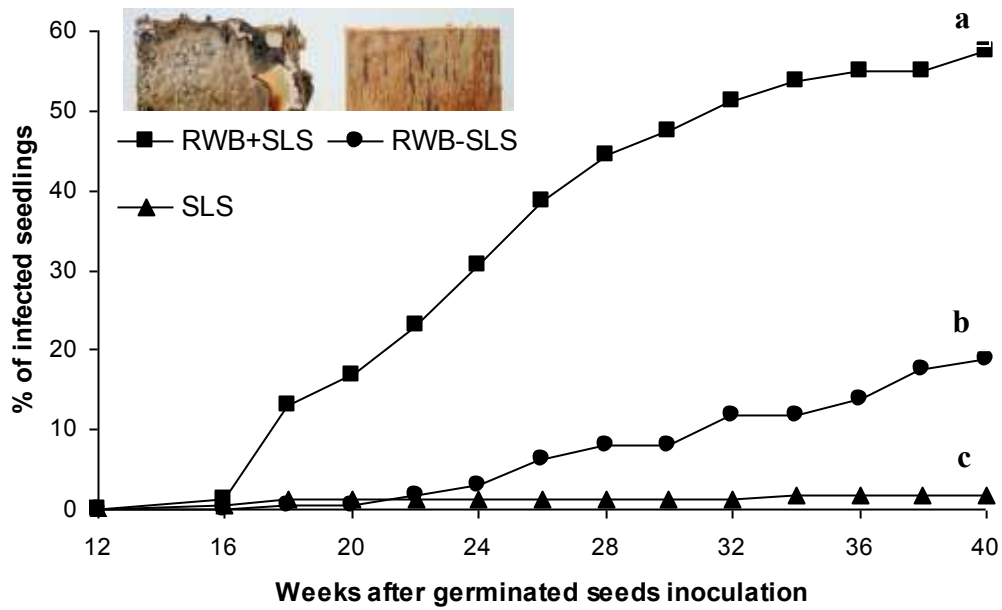 60
50
40
30
20
10
0
% of infected seedlings
RWB+SLS RWB-SLS
SLS
a
b
c
12 16 20 24 28 32 36 40
Weeks after germinated seeds inoculation